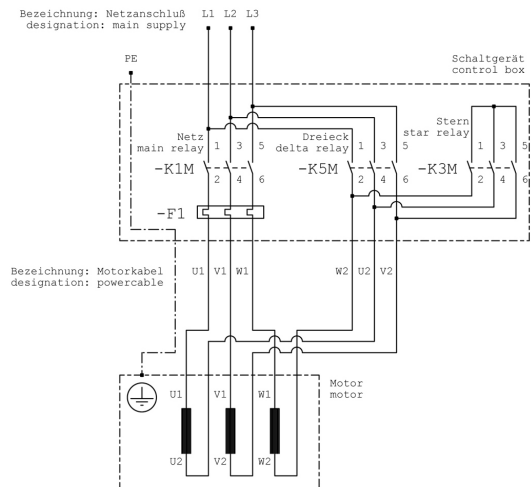 Bezeichnung: Netzanschluß L1 L2 L3
designation: main supply
PE
Schaltgerät
control box
Netz
main relay
1 3 5
Dreieck
delta relay
1 3 5
Stern
star relay
1 3 5
-K1M
-K5M
-K3M
2 4 6
2 4 6
2 4 6
-F1
Bezeichnung: Motorkabel
designation: powercable
U1 V1 W1
W2 U2 V2
Motor
motor
U1 V1 W1
U2 V2 W2